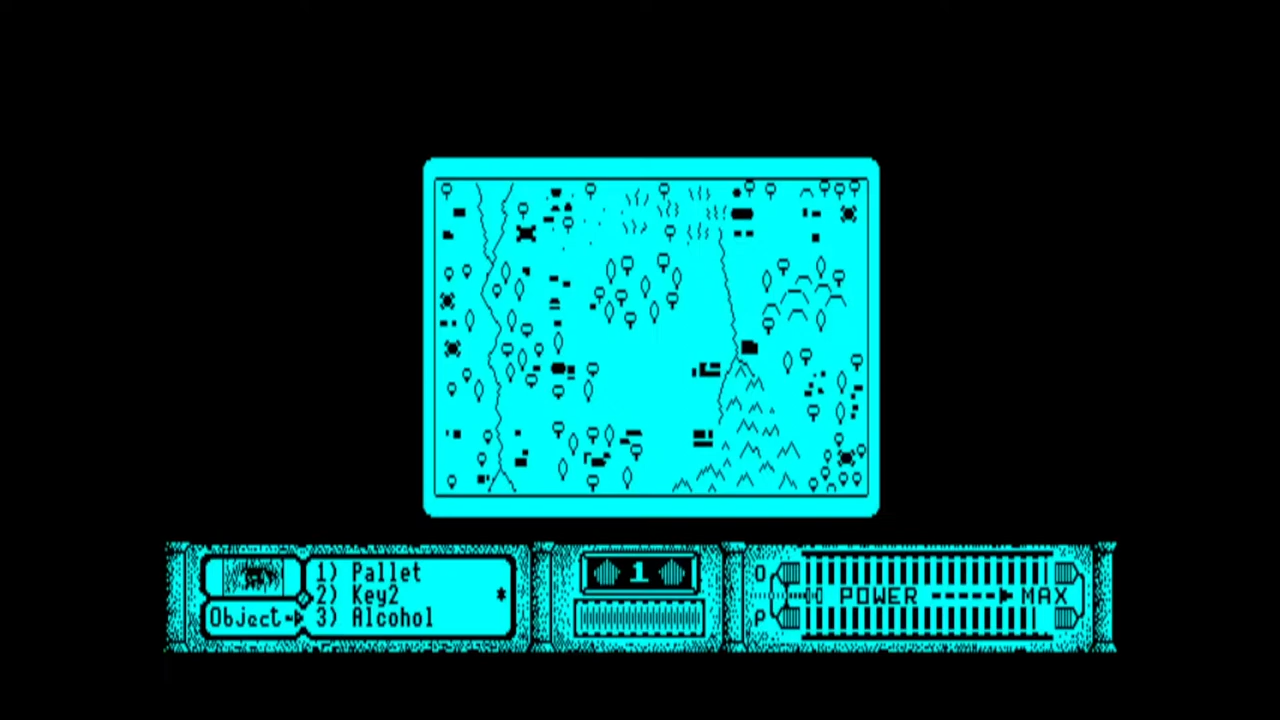 1) Pallet
2) Key2 *
Object→ 3) Alcohol
1
O
POWER -----→ MAX
P